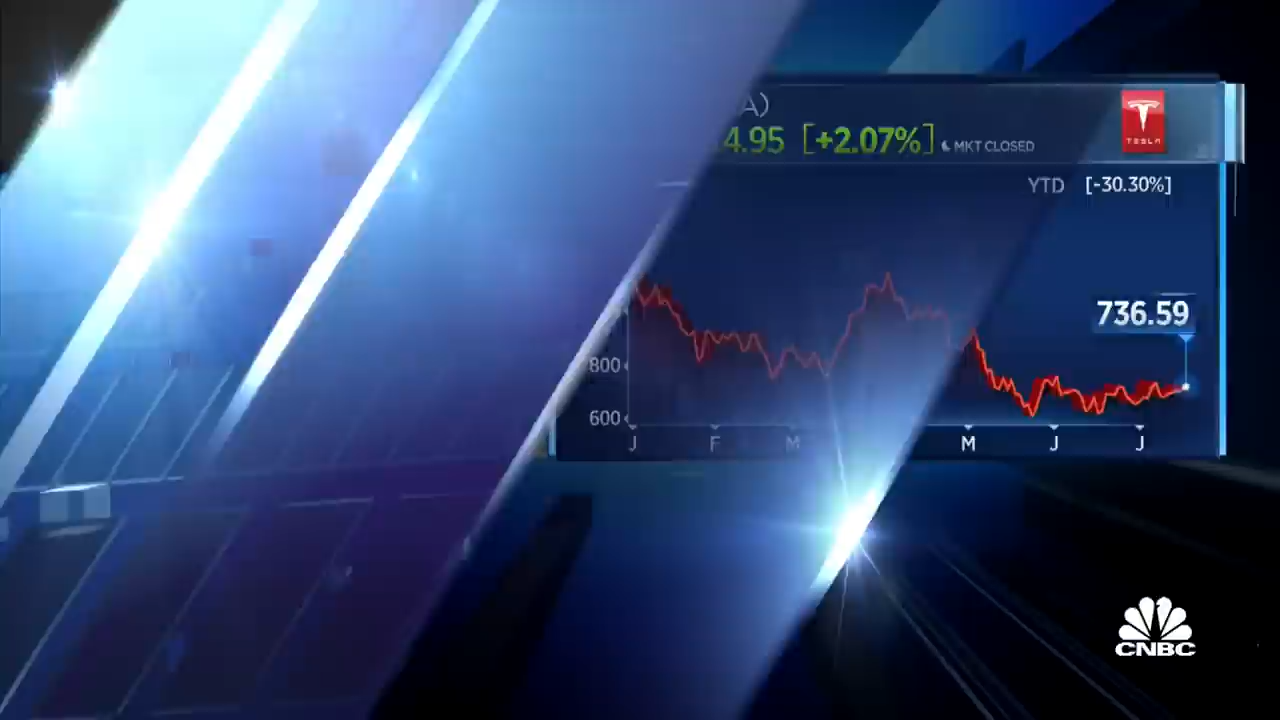 A)
4.95 [+2.07%] MKT CLOSED
TESLA
YTD [-30.30%]
736.59
800
600
J F M M J J
CNBC